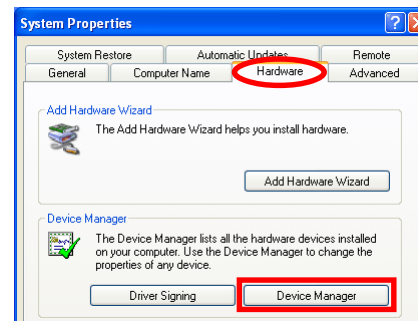 System Properties
System Restore Automatic Updates Remote
General Computer Name Hardware Advanced
Add Hardware Wizard
The Add Hardware Wizard helps you install hardware.
Add Hardware Wizard
Device Manager
The Device Manager lists all the hardware devices installed
on your computer. Use the Device Manager to change the
properties of any device.
Driver Signing Device Manager